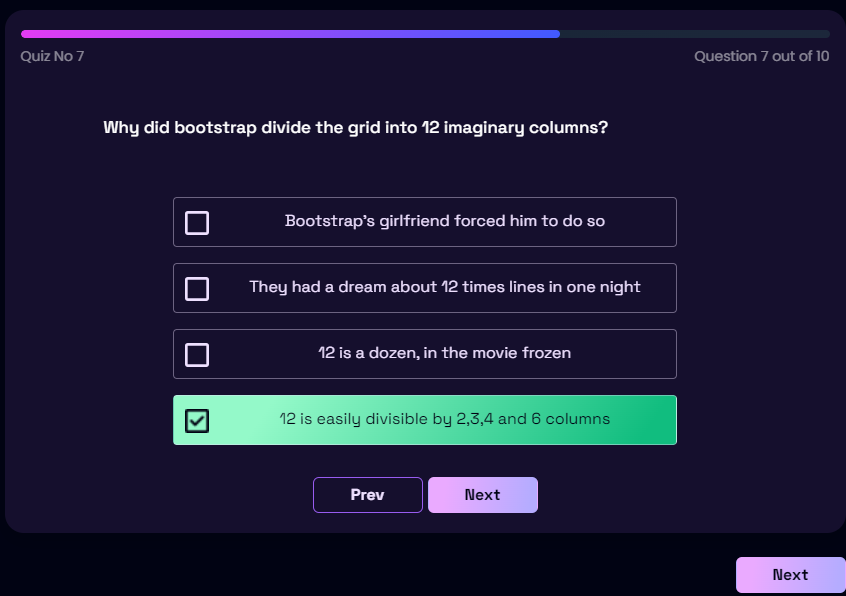 Quiz No 7
Question 7 out of 10
Why did bootstrap divide the grid into 12 imaginary columns?
Bootstrap's girlfriend forced him to do so
They had a dream about 12 times lines in one night
12 is a dozen, in the movie frozen
12 is easily divisible by 2,3,4 and 6 columns
Prev
Next
Next